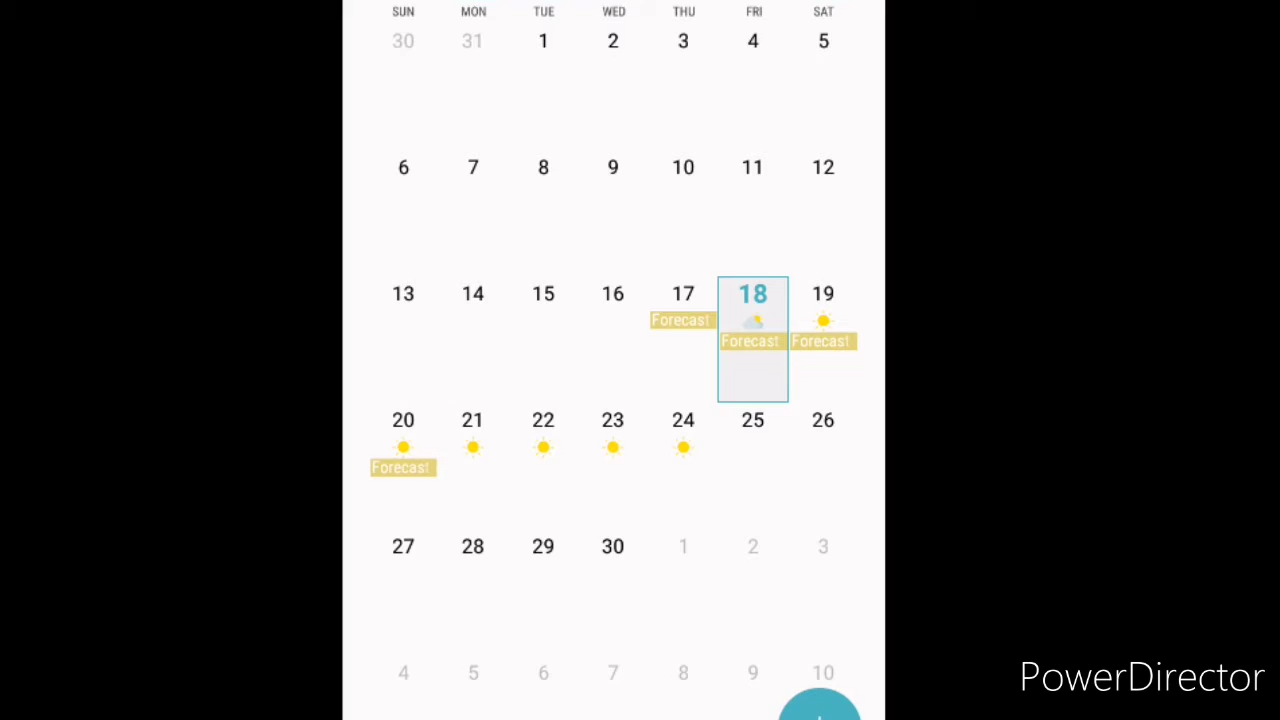 SUN MON TUE WED THU FRI SAT
30 31 1 2 3 4 5
6 7 8 9 10 11 12
13 14 15 16 17 18 19
Forecast Forecast Forecast
20 21 22 23 24 25 26
Forecast
27 28 29 30 1 2 3
4 5 6 7 8 9 10
PowerDirector